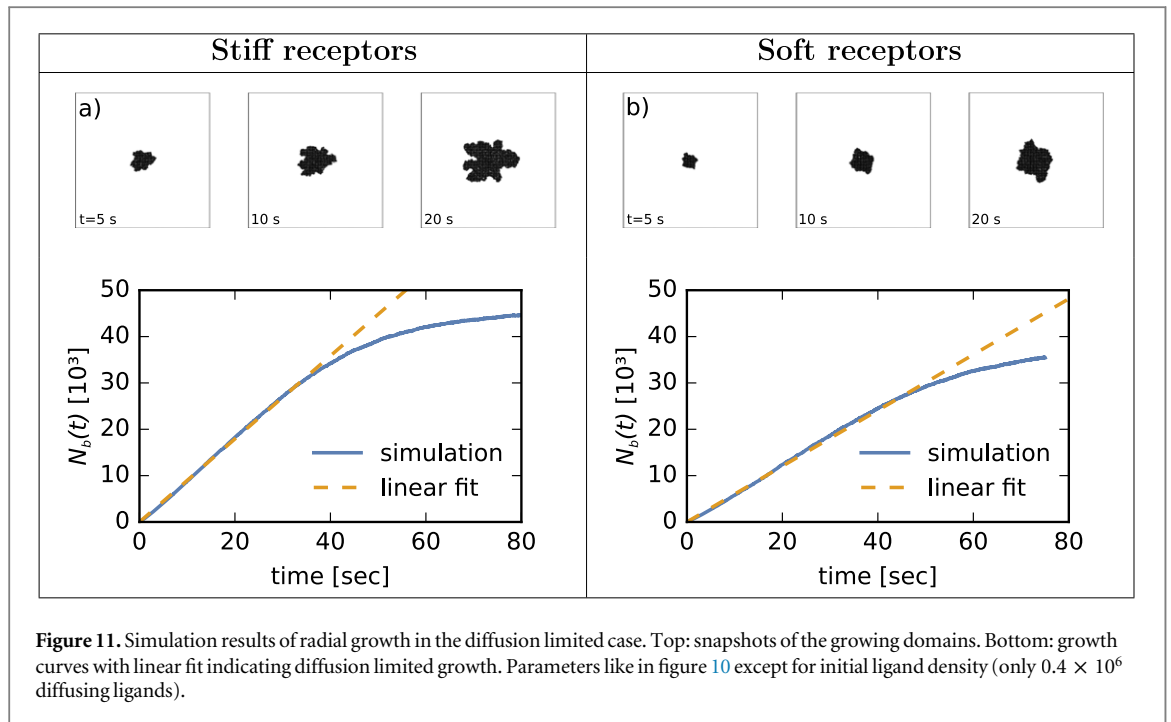 Stiff receptors
Soft receptors
a)
t=5 s
10 s
20 s
b)
t=5 s
10 s
20 s
50
40
30
20
10
0
N_b(t) [10³]
simulation
linear fit
0 20 40 60 80
time [sec]
50
40
30
20
10
0
N_b(t) [10³]
simulation
linear fit
0 20 40 60 80
time [sec]
Figure 11. Simulation results of radial growth in the diffusion limited case. Top: snapshots of the growing domains. Bottom: growth
curves with linear fit indicating diffusion limited growth. Parameters like in figure 10 except for initial ligand density (only 0.4 × 10⁶
diffusing ligands).